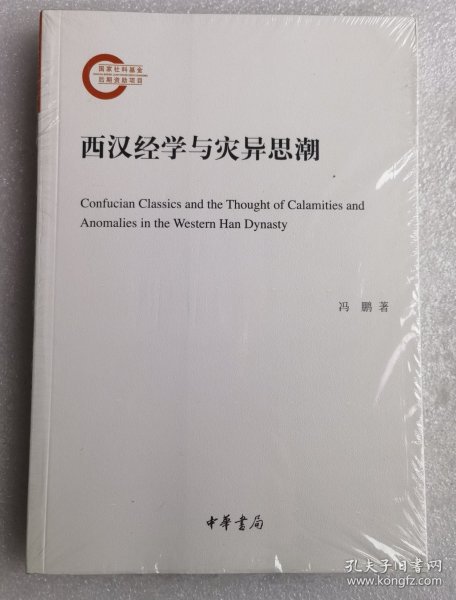 国家社科基金
后期资助项目
西汉经学与灾异思潮
Confucian Classics and the Thought of Calamities and
Anomalies in the Western Han Dynasty
冯 鹏 著
中華書局
孔夫子旧书网
www.kongfz.com